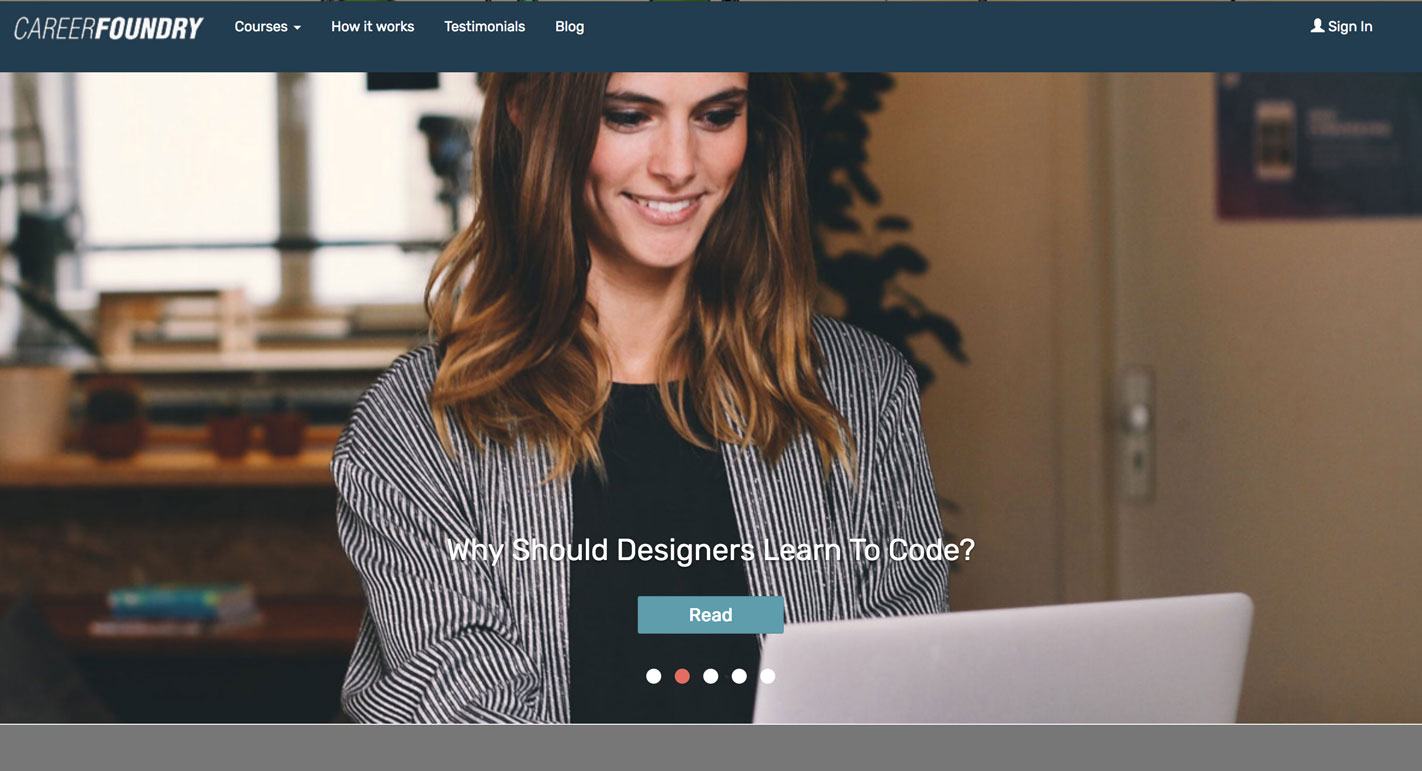 CAREERFOUNDRY Courses How it works Testimonials Blog Sign In
Why Should Designers Learn To Code?
Read